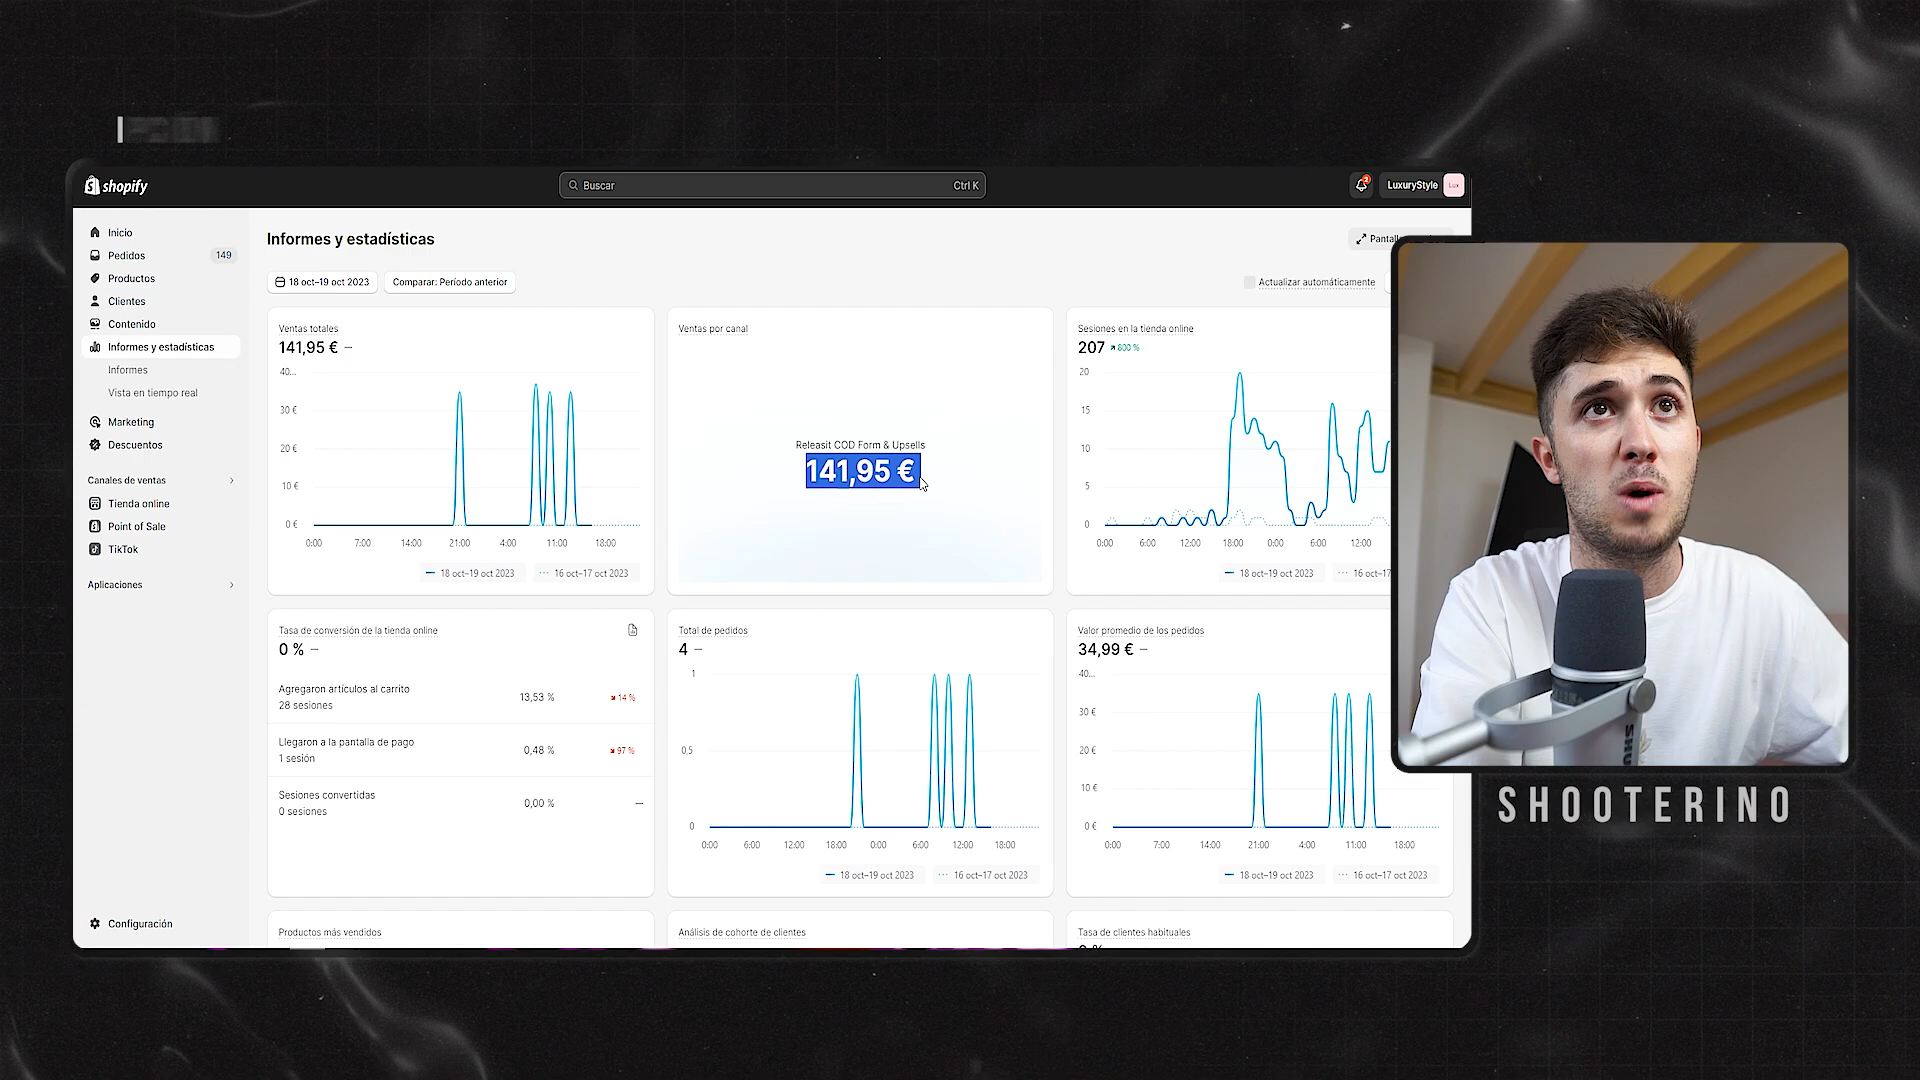 shopify
Buscar
Ctrl K
2
LuxuryStyle
Lux
Inicio
Pedidos
149
Productos
Clientes
Contenido
Informes y estadísticas
Informes
Vista en tiempo real
Marketing
Descuentos
Canales de ventas
Tienda online
Point of Sale
TikTok
Aplicaciones
Configuración
Informes y estadísticas
18 oct–19 oct 2023
Comparar: Período anterior
Actualizar automáticamente
Ventas totales
141,95 € –
40...
30 €
20 €
10 €
0 €
0:00 7:00 14:00 21:00 4:00 11:00 18:00
18 oct–19 oct 2023
16 oct–17 oct 2023
Ventas por canal
Releasit COD Form & Upsells
141,95 €
Sesiones en la tienda online
207 800 %
20
15
10
5
0
0:00 6:00 12:00 18:00 0:00 6:00 12:00
18 oct–19 oct 2023
16 oct–17
Tasa de conversión de la tienda online
0 % –
Agregaron artículos al carrito
28 sesiones
13,53 %
14 %
Llegaron a la pantalla de pago
1 sesión
0,48 %
97 %
Sesiones convertidas
0 sesiones
0,00 %
–
Total de pedidos
4 –
1
0,5
0
0:00 6:00 12:00 18:00 0:00 6:00 12:00 18:00
18 oct–19 oct 2023
16 oct–17 oct 2023
Valor promedio de los pedidos
34,99 € –
40...
30 €
20 €
10 €
0 €
0:00 7:00 14:00 21:00 4:00 11:00 18:00
18 oct–19 oct 2023
16 oct–17 oct 2023
Productos más vendidos
Análisis de cohorte de clientes
Tasa de clientes habituales
SHOOTERINO